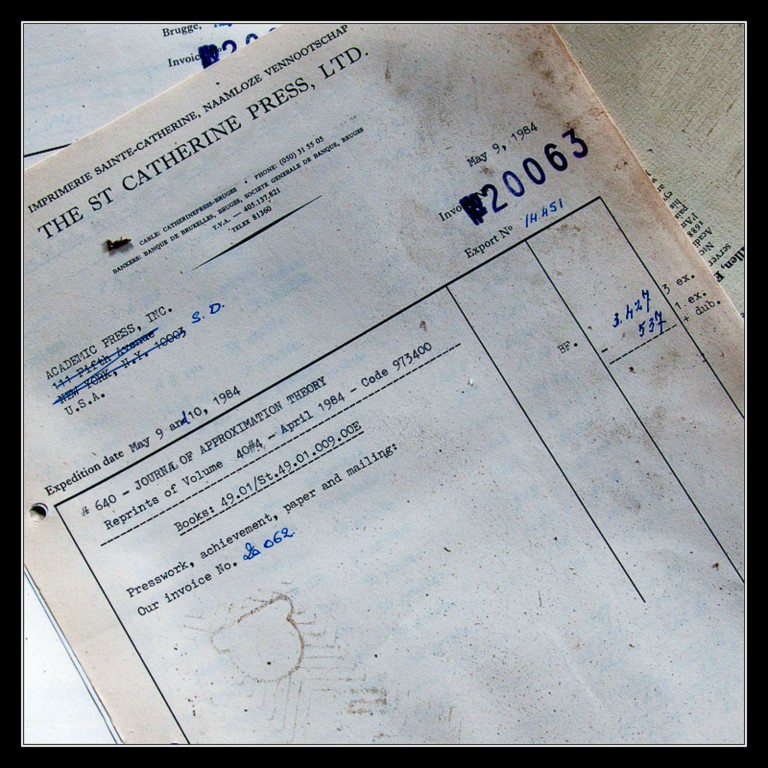 Brugge,
Invoice
IMPRIMERIE SAINTE-CATHERINE, NAAMLOZE VENNOOTSCHAP
THE ST CATHERINE PRESS, LTD.
CABLE: CATHERINEPRESS-BRUGES • PHONE: (050) 31 55 05
BANKERS: BANQUE DE BRUXELLES, BRUGES, SOCIETE GENERALE DE BANQUE, BRUGES
T.V.A. — 405.137.821
TELEX 81360
May 9, 1984
20063
Export Nº 14.451
ACADEMIC PRESS, INC. S.D.
111 Fifth Avenue
NEW YORK, N.Y. 10003
U.S.A.
Expedition date May 9 and 10, 1984
# 640 - JOURNAL OF APPROXIMATION THEORY
Reprints of Volume 40#4 - April 1984 - Code 973400
Books: 49.01/St.49.01.009.00E
Presswork, achievement, paper and mailing:
Our invoice No. 20062
BF. 3.427
- 537
3 ex.
1 ex.
+ dub.